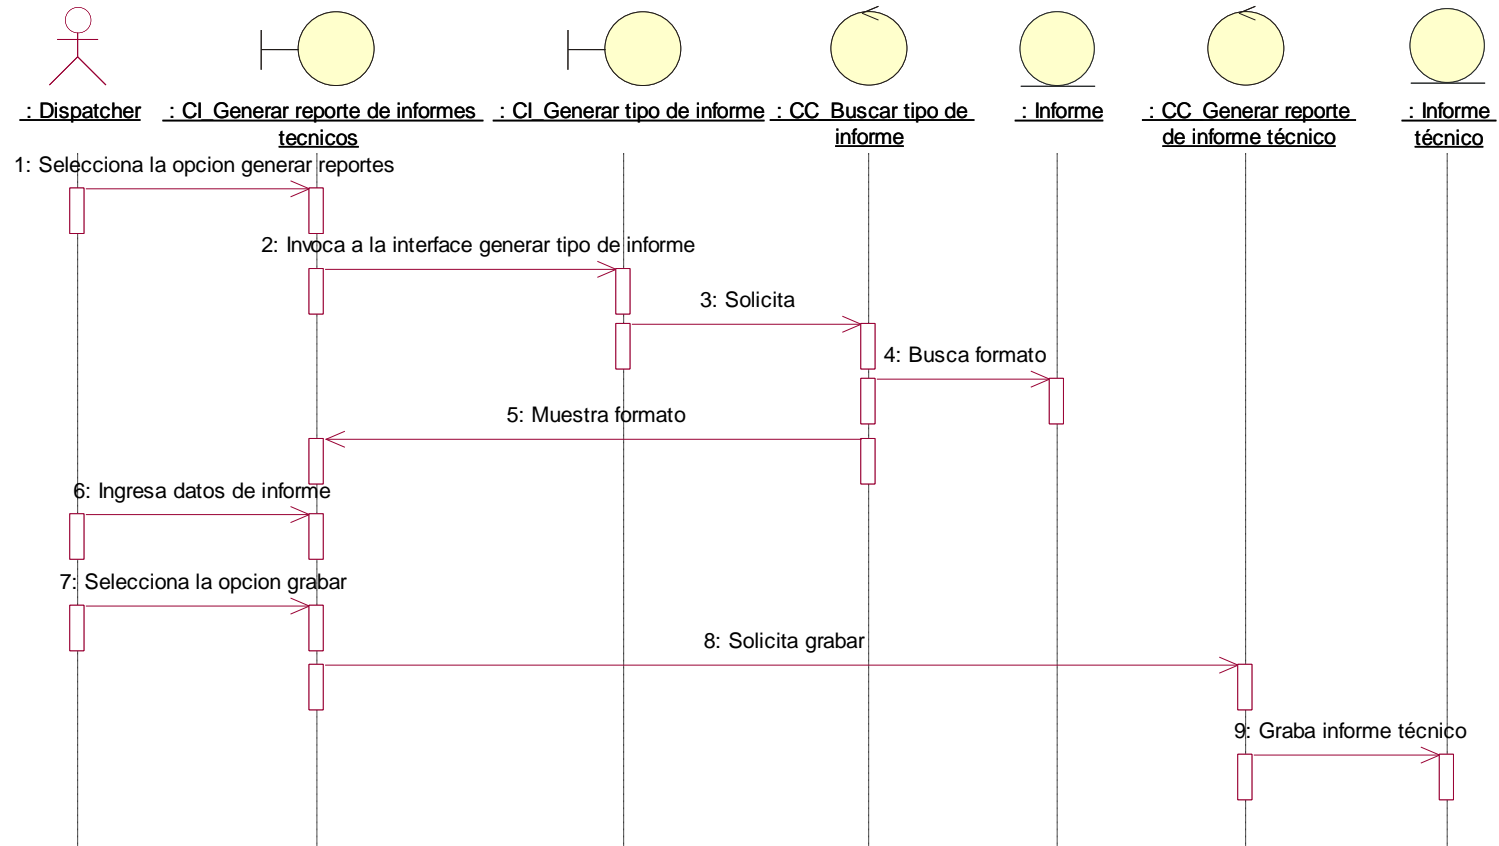 : Dispatcher
: CI_Generar reporte de informes
tecnicos
: CI_Generar tipo de informe
: CC_Buscar tipo de
informe
: Informe
: CC_Generar reporte
de informe técnico
: Informe
técnico
1: Selecciona la opcion generar reportes
2: Invoca a la interface generar tipo de informe
3: Solicita
4: Busca formato
5: Muestra formato
6: Ingresa datos de informe
7: Selecciona la opcion grabar
8: Solicita grabar
9: Graba informe técnico